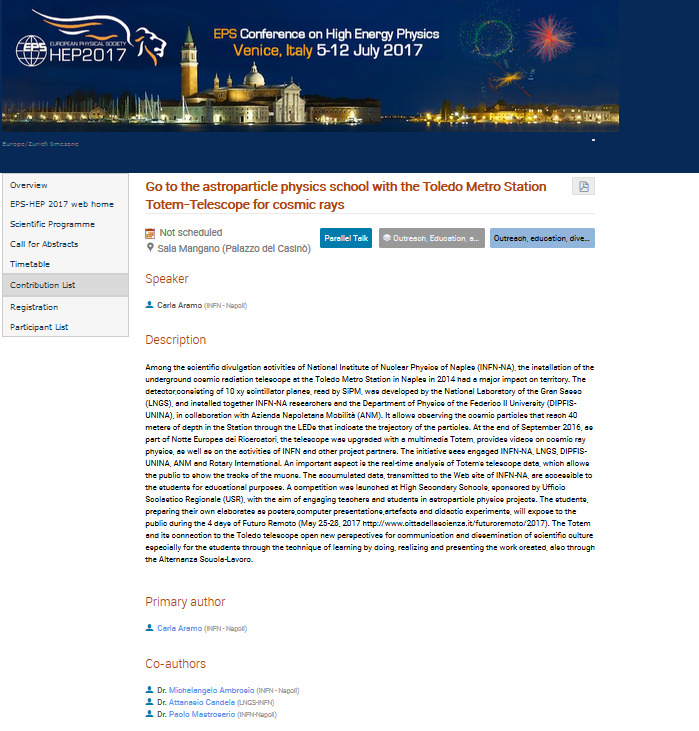 EPS
EUROPEAN PHYSICAL SOCIETY
HEP2017
EPS Conference on High Energy Physics
Venice, Italy 5-12 July 2017
Europe/Zurich timezone
Overview
EPS-HEP 2017 web home
Scientific Programme
Call for Abstracts
Timetable
Contribution List
Registration
Participant List
Go to the astroparticle physics school with the Toledo Metro Station
Totem-Telescope for cosmic rays
Not scheduled
Sala Mangano (Palazzo del Casinò)
Parallel Talk
Outreach, Education, a...
Outreach, education, dive...
Speaker
Carla Aramo (INFN - Napoli)
Description
Among the scientific divulgation activities of National Institute of Nuclear Physics of Naples (INFN-NA), the installation of the
underground cosmic radiation telescope at the Toledo Metro Station in Naples in 2014 had a major impact on territory. The
detector,consisting of 10 xy scintillator planes, read by SiPM, was developed by the National Laboratory of the Gran Sasso
(LNGS), and installed together INFN-NA researchers and the Department of Physics of the Federico II University (DIPFIS-
UNINA), in collaboration with Azienda Napoletana Mobilità (ANM). It allows observing the cosmic particles that reach 40
meters of depth in the Station through the LEDs that indicate the trajectory of the particles. At the end of September 2016, as
part of Notte Europea dei Ricercatori, the telescope was upgraded with a multimedia Totem, provides videos on cosmic ray
physics, as well on the activities of INFN and other project partners. The initiative sees engaged INFN-NA, LNGS, DIPFIS-
UNINA, ANM and Rotary International. An important aspect is the real-time analysis of Totem's telescope data, which allows
the public to show the tracks of the muons. The accumulated data, transmitted to the Web site of INFN-NA, are accessible to
the students for educational purposes. A competition was launched at High Secondary Schools, sponsored by Ufficio
Scolastico Regionale (USR), with the aim of engaging teachers and students in astroparticle physics projects. The students,
preparing their own elaborates as posters,computer presentations,artefacts and didactic experiments, will expose to the
public during the 4 days of Futuro Remoto (May 25-28, 2017 http://www.cittadellascienza.it/futuroremoto/2017). The Totem
and its connection to the Toledo telescope open new perspectives for communication and dissemination of scientific culture
especially for the students through the technique of learning by doing, realizing and presenting the work created, also through
the Alternanza Scuola-Lavoro.
Primary author
Carla Aramo (INFN - Napoli)
Co-authors
Dr. Michelangelo Ambrosio (INFN - Napoli)
Dr. Attanasio Candela (LNGS-INFN)
Dr. Paolo Mastroserio (INFN-Napoli)